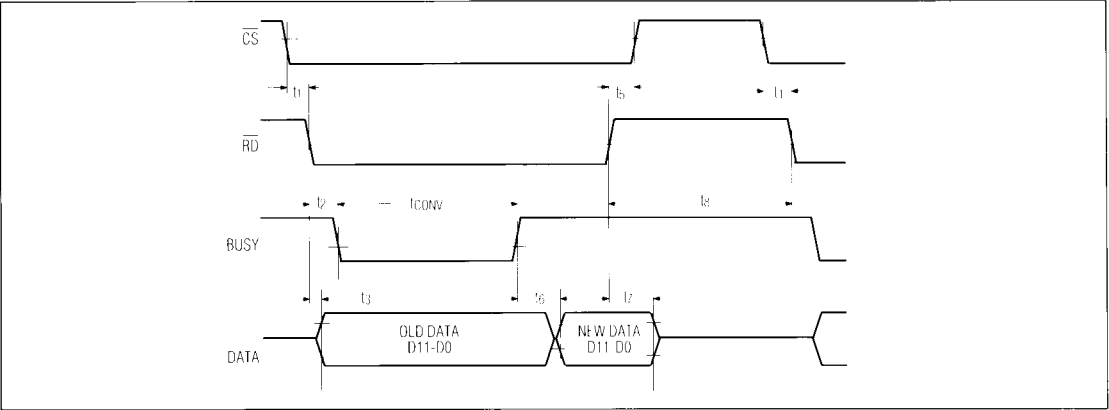 CS
t1 t5 t1
RD
t2 tCONV t8
BUSY
t3 t6 t7
OLD DATA
D11-D0
NEW DATA
D11 D0
DATA